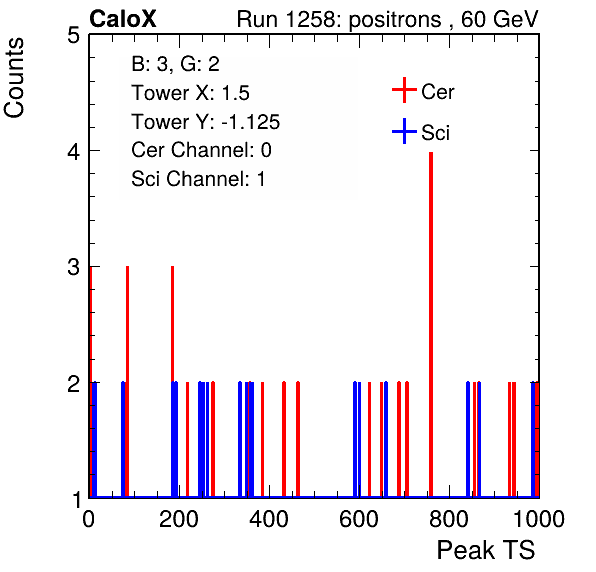 CaloX Run 1258: positrons , 60 GeV
Counts
5
4
3
2
1
B: 3, G: 2
Tower X: 1.5
Tower Y: -1.125
Cer Channel: 0
Sci Channel: 1
Cer
Sci
0 200 400 600 800 1000
Peak TS